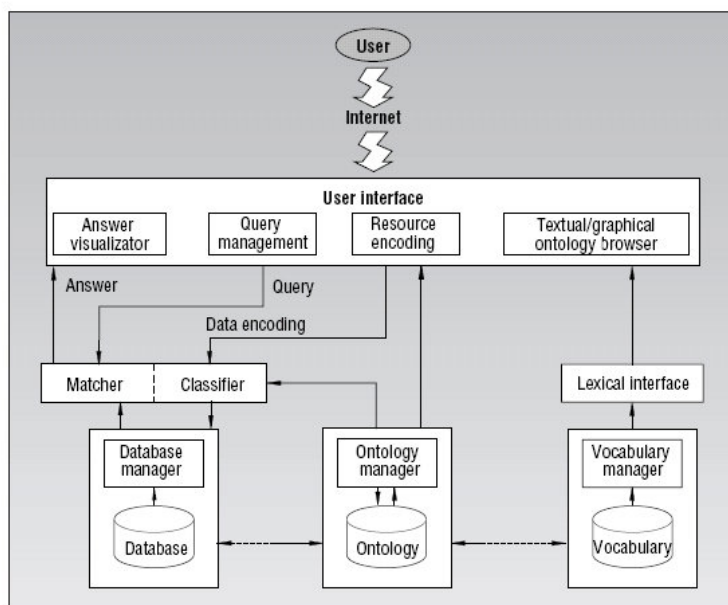 User
Internet
User interface
Answer
visualizator
Query
management
Resource
encoding
Textual/graphical
ontology browser
Answer
Query
Data encoding
Matcher
Classifier
Lexical interface
Database
manager
Ontology
manager
Vocabulary
manager
Database
Ontology
Vocabulary